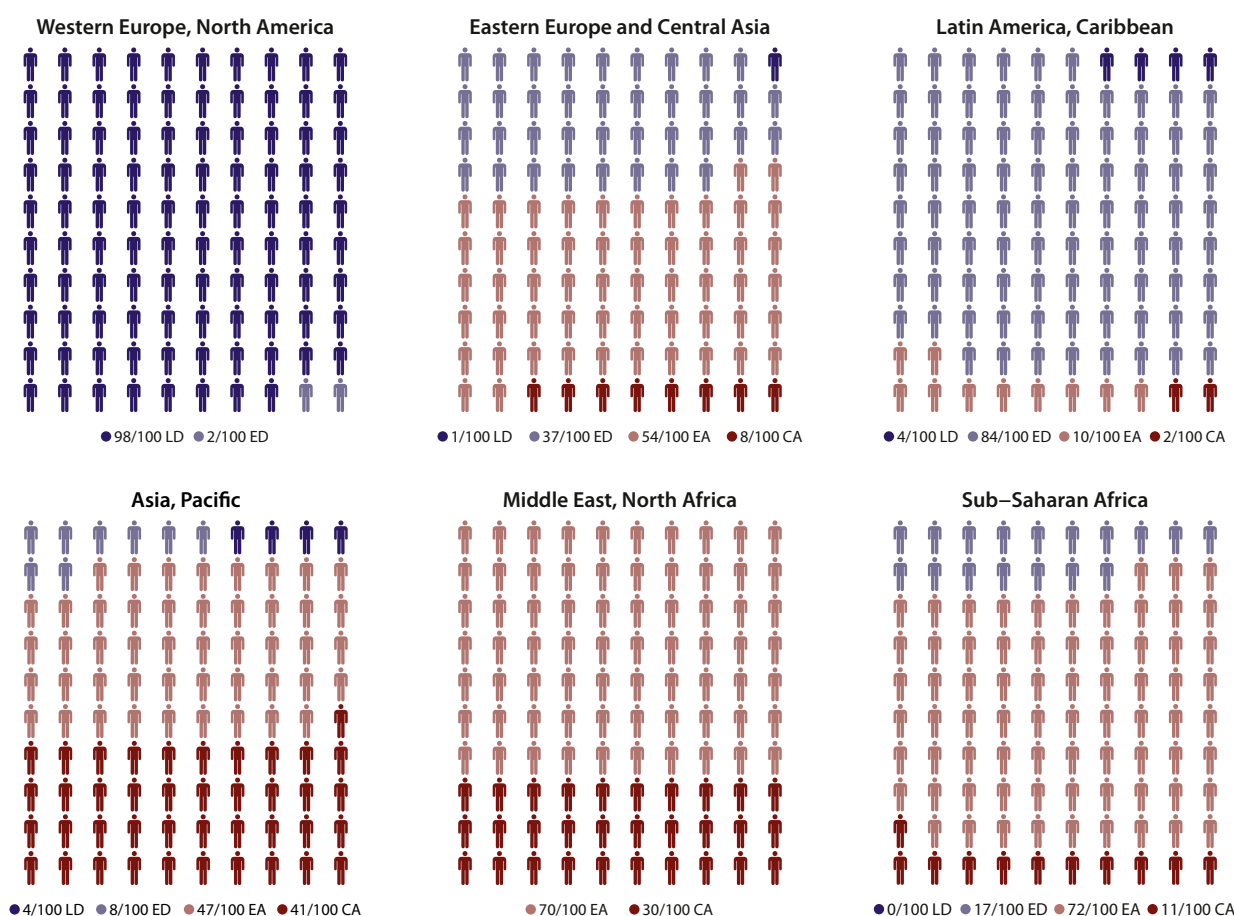 Western Europe, North America
98/100 LD 2/100 ED
Eastern Europe and Central Asia
1/100 LD 37/100 ED 54/100 EA 8/100 CA
Latin America, Caribbean
4/100 LD 84/100 ED 10/100 EA 2/100 CA
Asia, Pacific
4/100 LD 8/100 ED 47/100 EA 41/100 CA
Middle East, North Africa
70/100 EA 30/100 CA
Sub–Saharan Africa
0/100 LD 17/100 ED 72/100 EA 11/100 CA